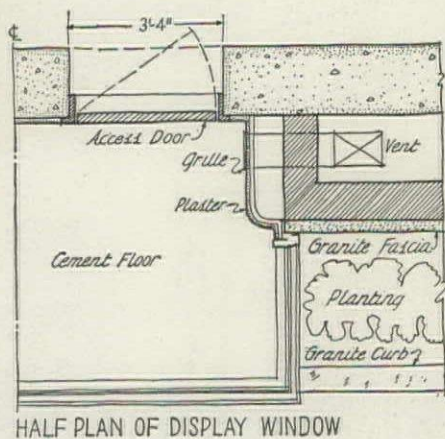 ℄
3'-4"
Access Door
Grille
Vent
Plaster
Cement Floor
Granite Fascia
Planting
Granite Curb
HALF PLAN OF DISPLAY WINDOW